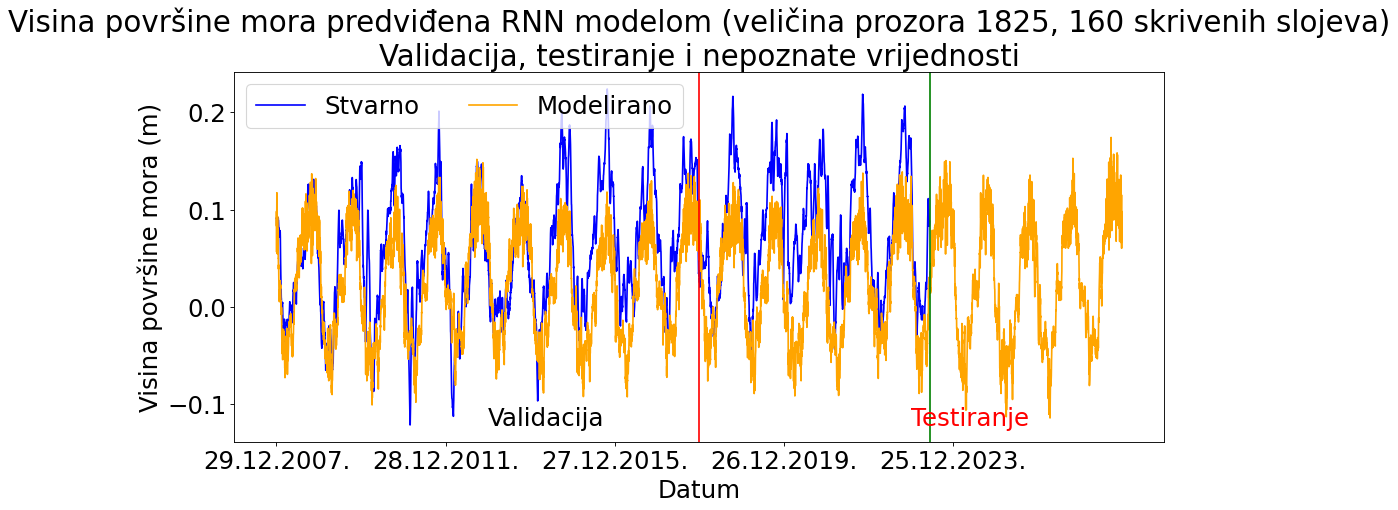 Visina površine mora predviđena RNN modelom (veličina prozora 1825, 160 skrivenih slojeva)
Validacija, testiranje i nepoznate vrijednosti
Stvarno
Modelirano
Visina površine mora (m)
0.2
0.1
0.0
−0.1
Validacija
Testiranje
29.12.2007.
28.12.2011.
27.12.2015.
26.12.2019.
25.12.2023.
Datum